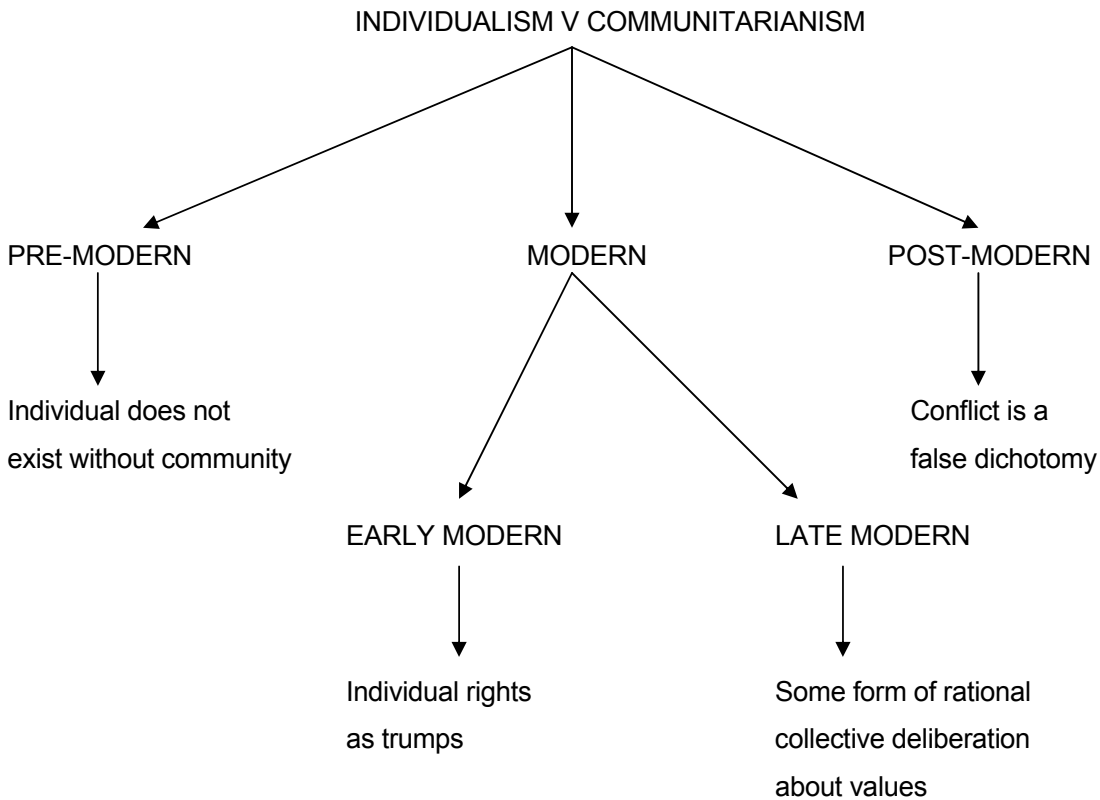 INDIVIDUALISM V COMMUNITARIANISM
PRE-MODERN
MODERN
POST-MODERN
Individual does not
exist without community
Conflict is a
false dichotomy
EARLY MODERN
LATE MODERN
Individual rights
as trumps
Some form of rational
collective deliberation
about values